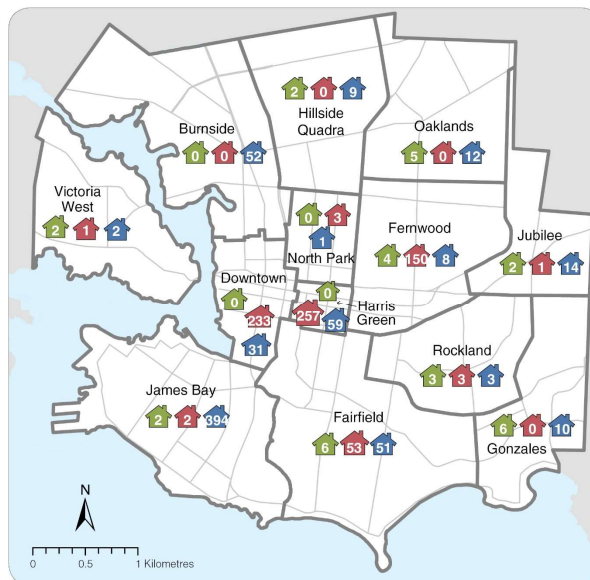 2 0 9
Hillside
Quadra
Burnside
0 0 52
Oaklands
5 0 12
Victoria
West
2 1 2
0 3
1
North Park
Fernwood
4 150 8
Jubilee
2 1 14
Downtown
0
233
31
0
257 59
Harris
Green
Rockland
3 3 3
James Bay
2 2 394
Fairfield
6 53 51
6 0 10
Gonzales
N
0 0.5 1 Kilometres